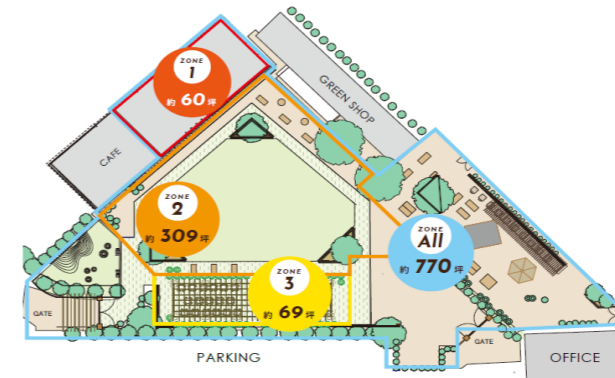 ZONE
1
約 60 坪
GREEN SHOP
CAFE
ZONE
2
約 309 坪
ZONE
All
約 770 坪
ZONE
3
約 69 坪
GATE
GATE
PARKING
OFFICE